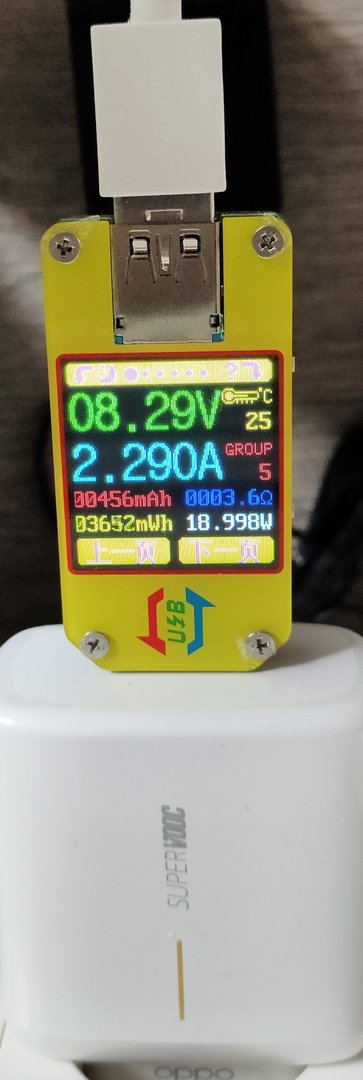 08.29V
℃
25
2.290A
GROUP
5
00456mAh 0003.6Ω
03652mWh 18.998W
上一页 下一页
USB
SUPERVOOC
oppo